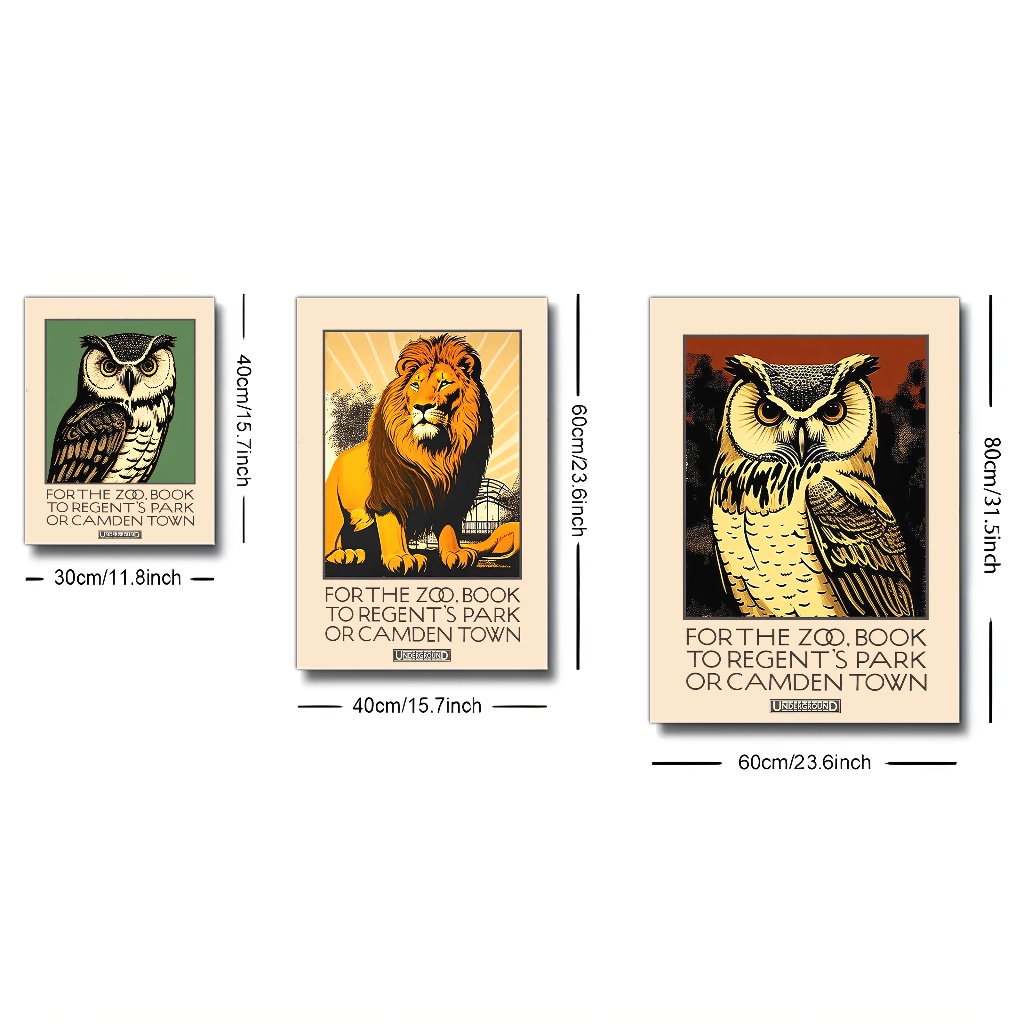 FOR THE ZOO, BOOK
TO REGENT'S PARK
OR CAMDEN TOWN
UNDERGROUND
40cm/15.7inch
30cm/11.8inch
FOR THE ZOO, BOOK
TO REGENT'S PARK
OR CAMDEN TOWN
UNDERGROUND
60cm/23.6inch
40cm/15.7inch
FOR THE ZOO, BOOK
TO REGENT'S PARK
OR CAMDEN TOWN
UNDERGROUND
80cm/31.5inch
60cm/23.6inch